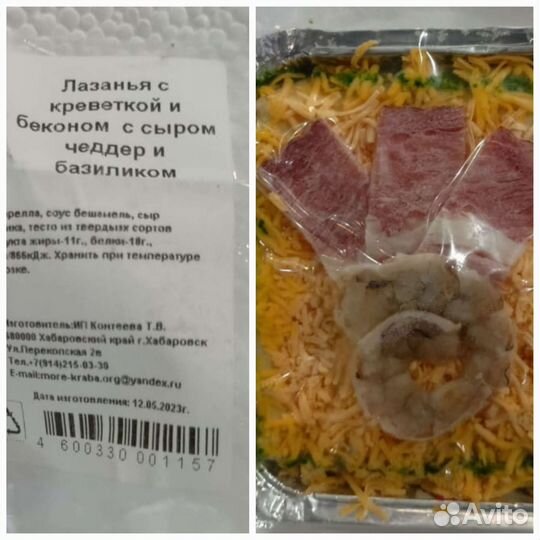 Лазанья с
креветкой и
беконом с сыром
чеддер и
базиликом
соус бешамель, сыр
тесто из твердых сортов
жиры-11г., белки-18г.,
866кДж. Хранить при температуре
Изготовитель:ИП Контеева Т.В.
680000 Хабаровский край г.Хабаровск
Ул.Перекопская 2в
Тел.+7(914)215-03-30
E-mail:more-kraba.org@yandex.ru
Дата изготовления: 12.05.2023г.
4 600330 001157
Avito